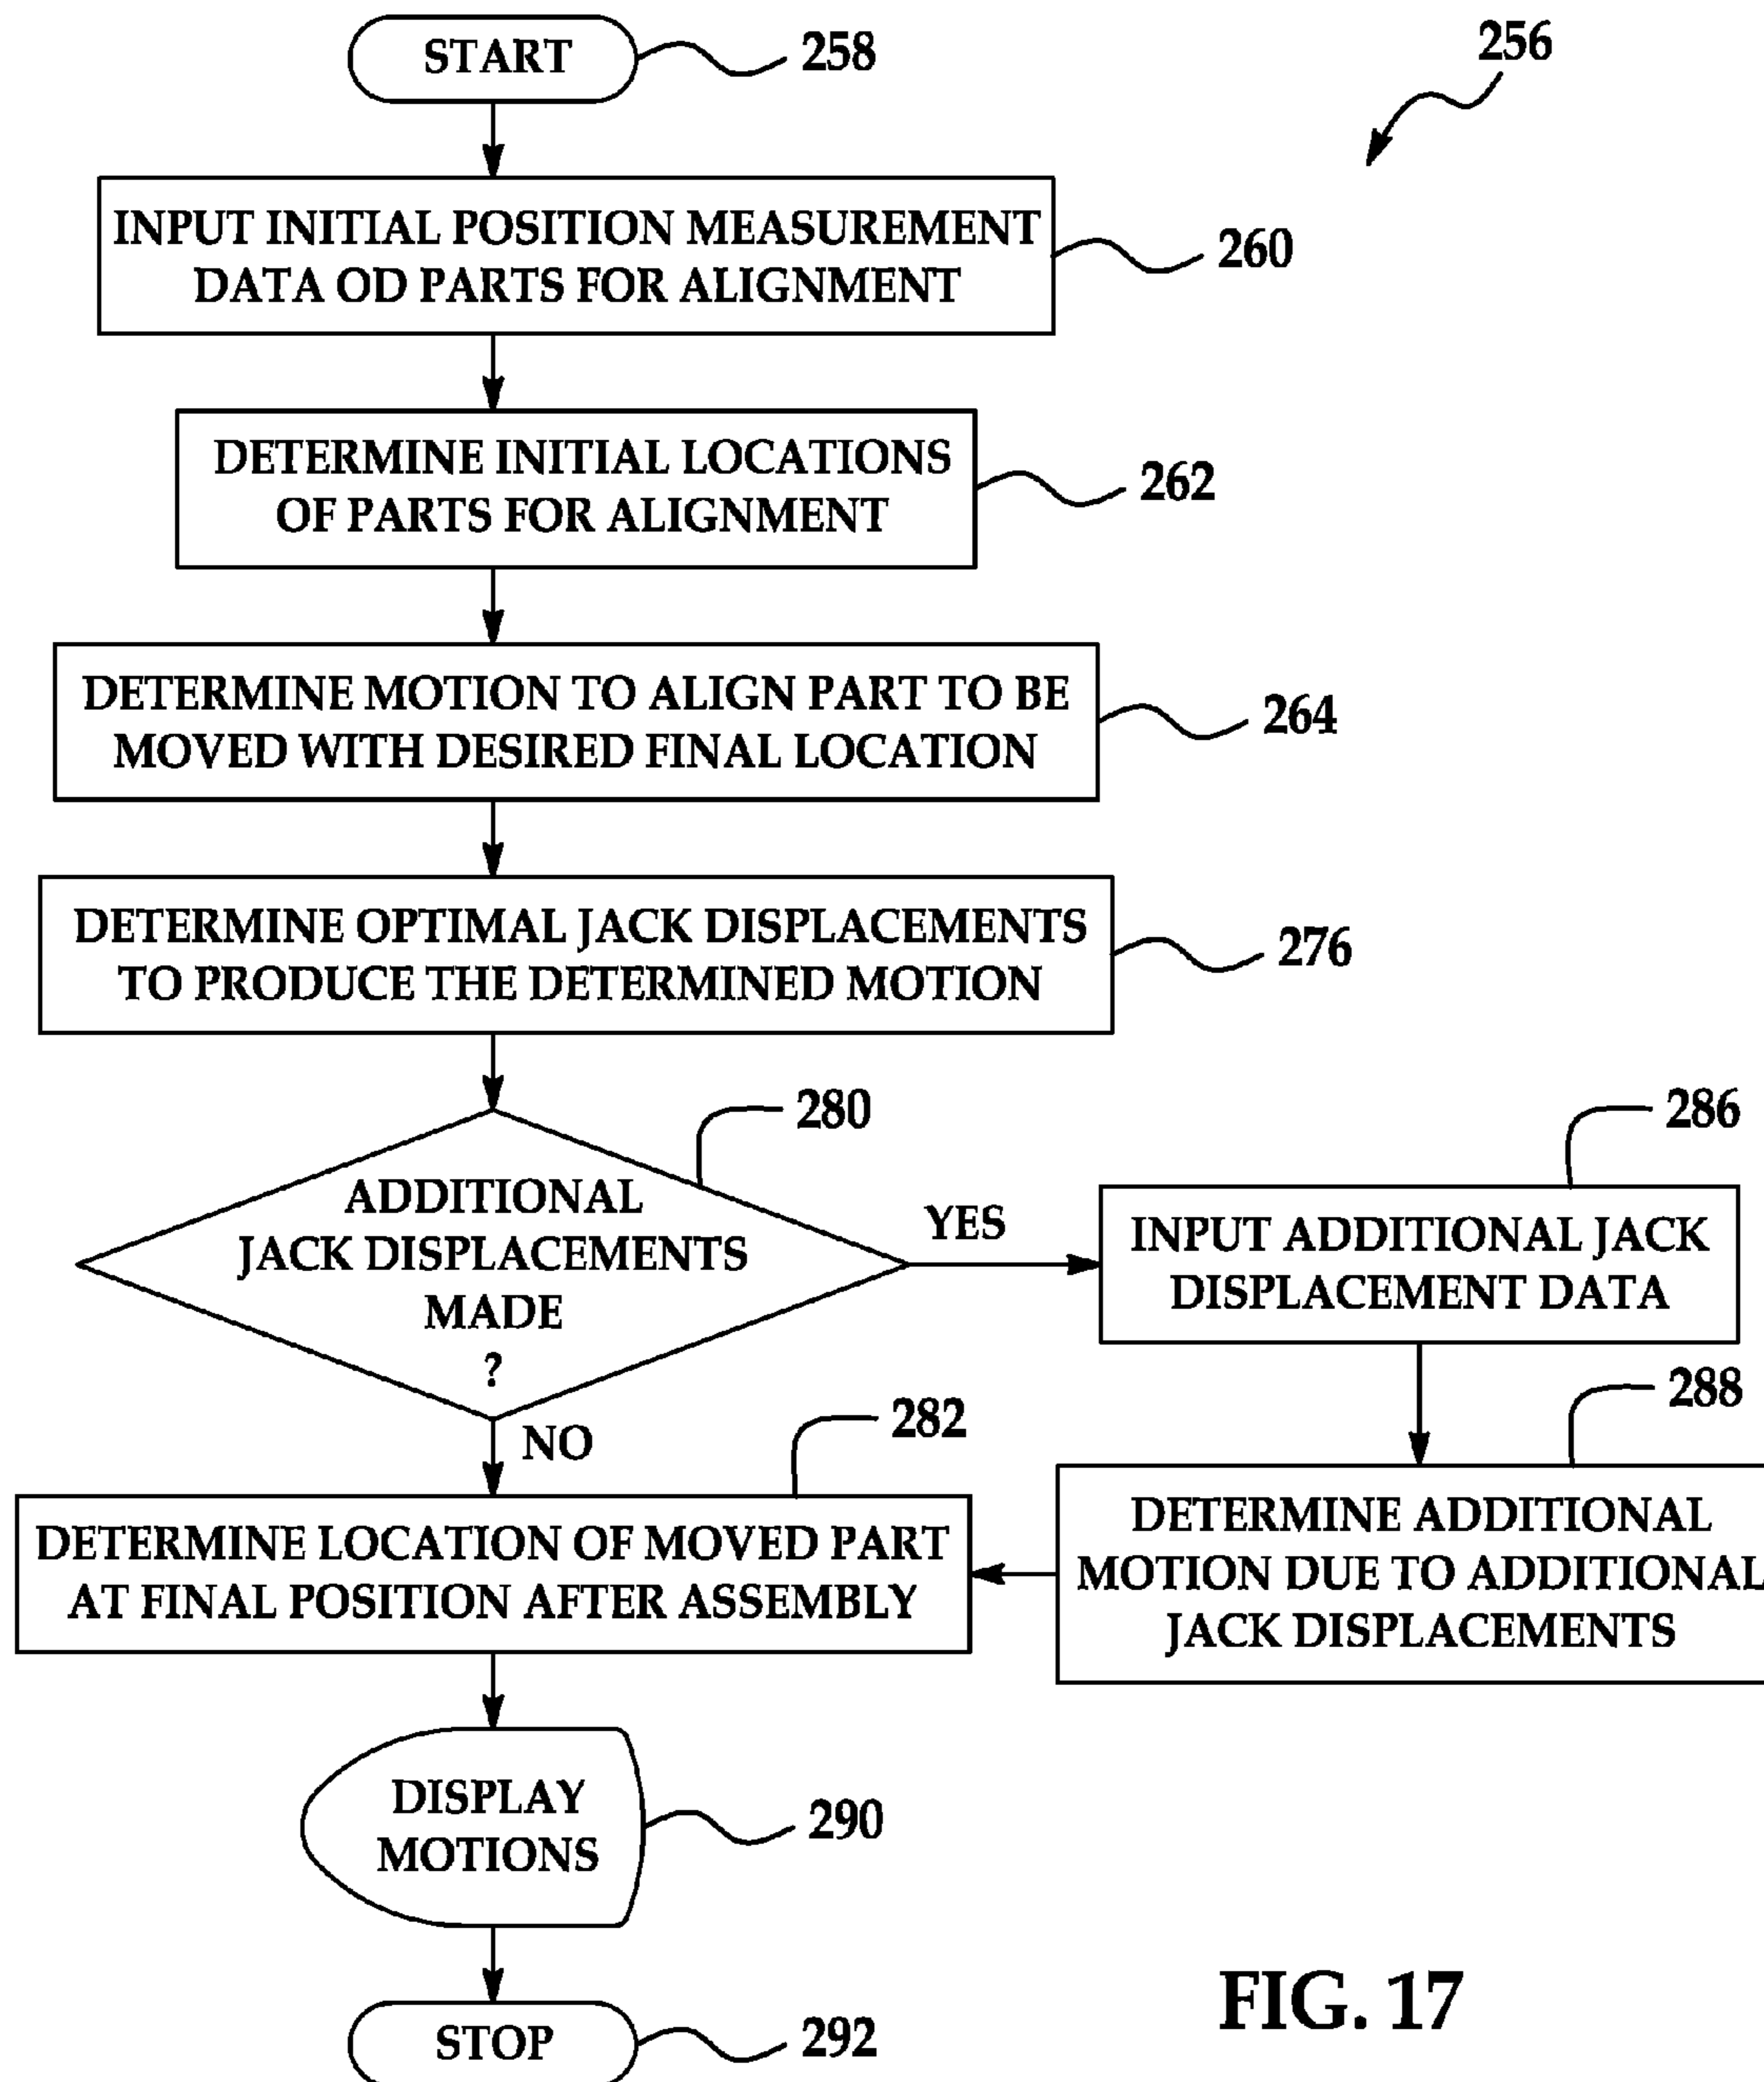 START
258
256
INPUT INITIAL POSITION MEASUREMENT
DATA OD PARTS FOR ALIGNMENT
260
DETERMINE INITIAL LOCATIONS
OF PARTS FOR ALIGNMENT
262
DETERMINE MOTION TO ALIGN PART TO BE
MOVED WITH DESIRED FINAL LOCATION
264
DETERMINE OPTIMAL JACK DISPLACEMENTS
TO PRODUCE THE DETERMINED MOTION
276
ADDITIONAL
JACK DISPLACEMENTS
MADE
?
280
YES
INPUT ADDITIONAL JACK
DISPLACEMENT DATA
286
NO
DETERMINE LOCATION OF MOVED PART
AT FINAL POSITION AFTER ASSEMBLY
282
DETERMINE ADDITIONAL
MOTION DUE TO ADDITIONAL
JACK DISPLACEMENTS
288
DISPLAY
MOTIONS
290
STOP
292
FIG. 17